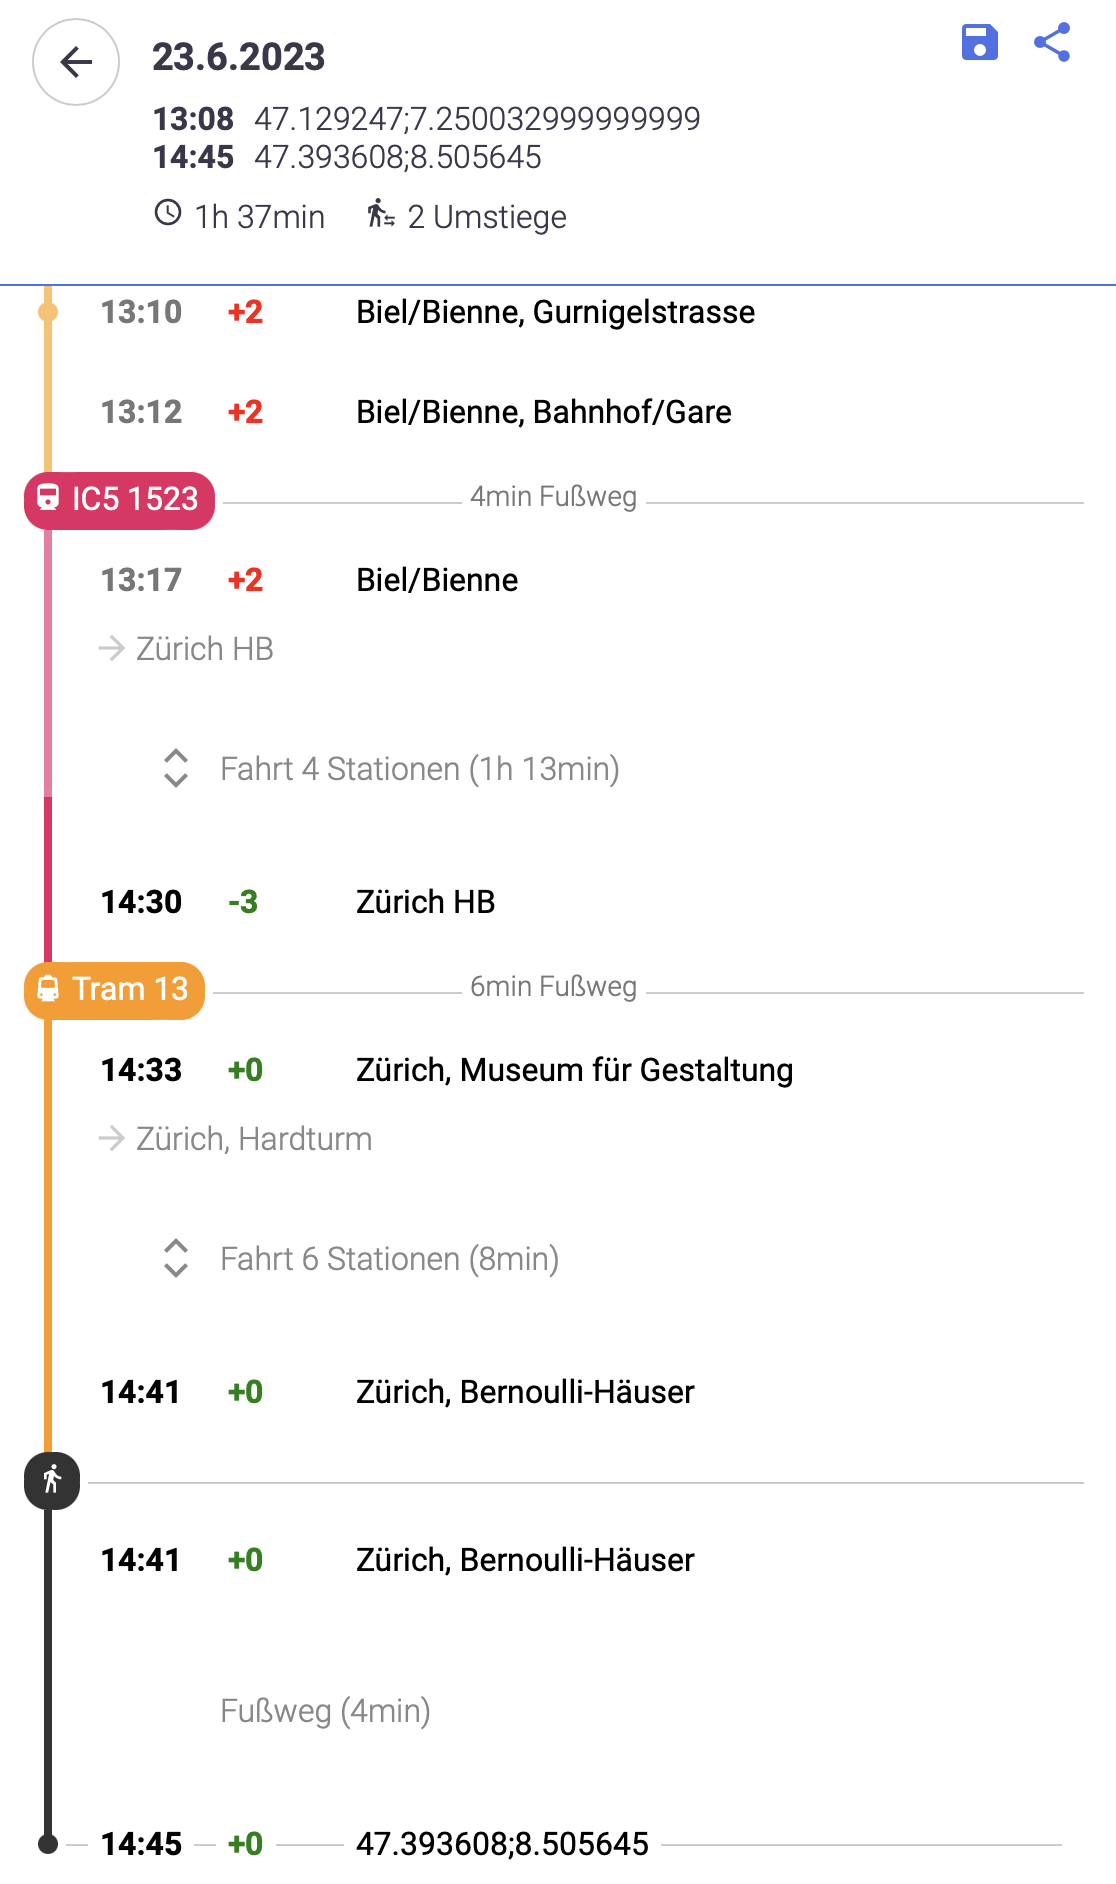 23.6.2023
13:08 47.129247;7.250032999999999
14:45 47.393608;8.505645
1h 37min 2 Umstiege
13:10 +2 Biel/Bienne, Gurnigelstrasse
13:12 +2 Biel/Bienne, Bahnhof/Gare
IC5 1523 4min Fußweg
13:17 +2 Biel/Bienne
Zürich HB
Fahrt 4 Stationen (1h 13min)
14:30 -3 Zürich HB
Tram 13 6min Fußweg
14:33 +0 Zürich, Museum für Gestaltung
Zürich, Hardturm
Fahrt 6 Stationen (8min)
14:41 +0 Zürich, Bernoulli-Häuser
14:41 +0 Zürich, Bernoulli-Häuser
Fußweg (4min)
14:45 +0 47.393608;8.505645